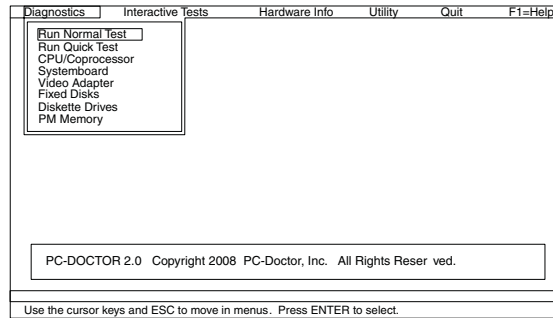 Diagnostics Interactive Tests Hardware Info Utility Quit F1=Help
Run Normal Test
Run Quick Test
CPU/Coprocessor
Systemboard
Video Adapter
Fixed Disks
Diskette Drives
PM Memory
PC-DOCTOR 2.0 Copyright 2008 PC-Doctor, Inc. All Rights Reser ved.
Use the cursor keys and ESC to move in menus. Press ENTER to select.